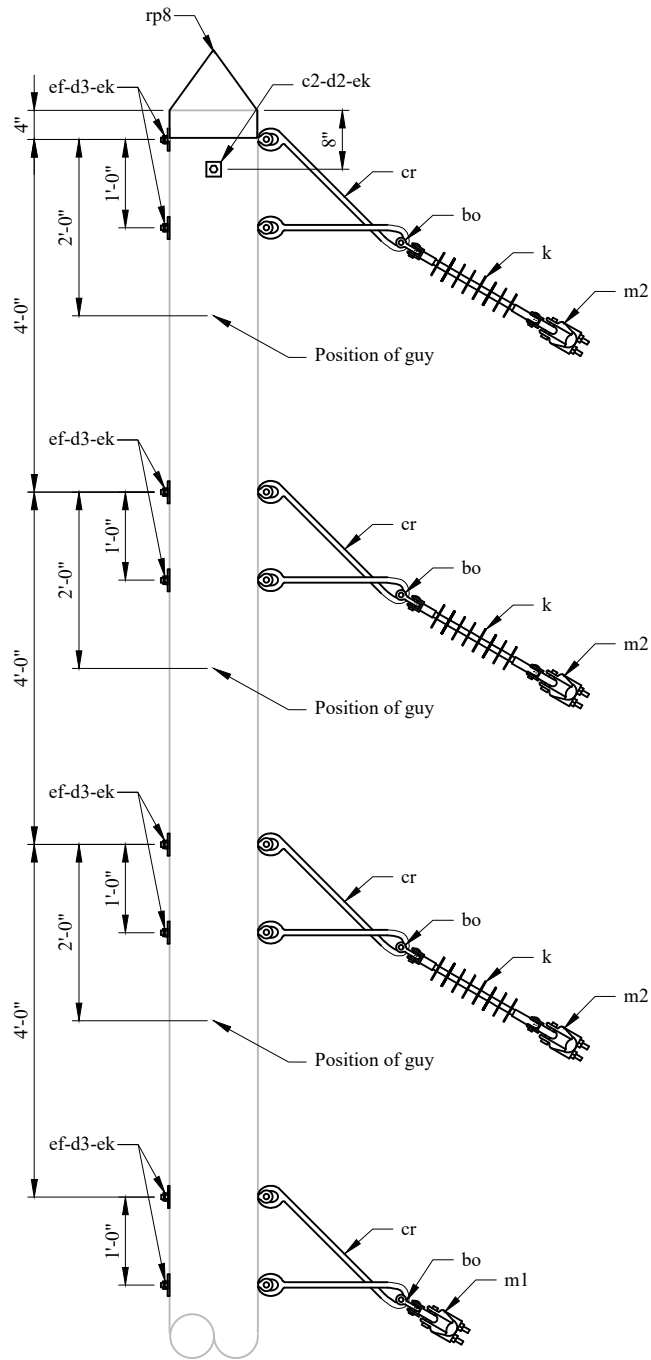 rp8
ef-d3-ek
c2-d2-ek
4"
8"
1'-0"
2'-0"
4'-0"
cr
bo
k
m2
Position of guy
ef-d3-ek
1'-0"
2'-0"
4'-0"
cr
bo
k
m2
Position of guy
ef-d3-ek
1'-0"
2'-0"
4'-0"
cr
bo
k
m2
Position of guy
ef-d3-ek
1'-0"
cr
bo
m1